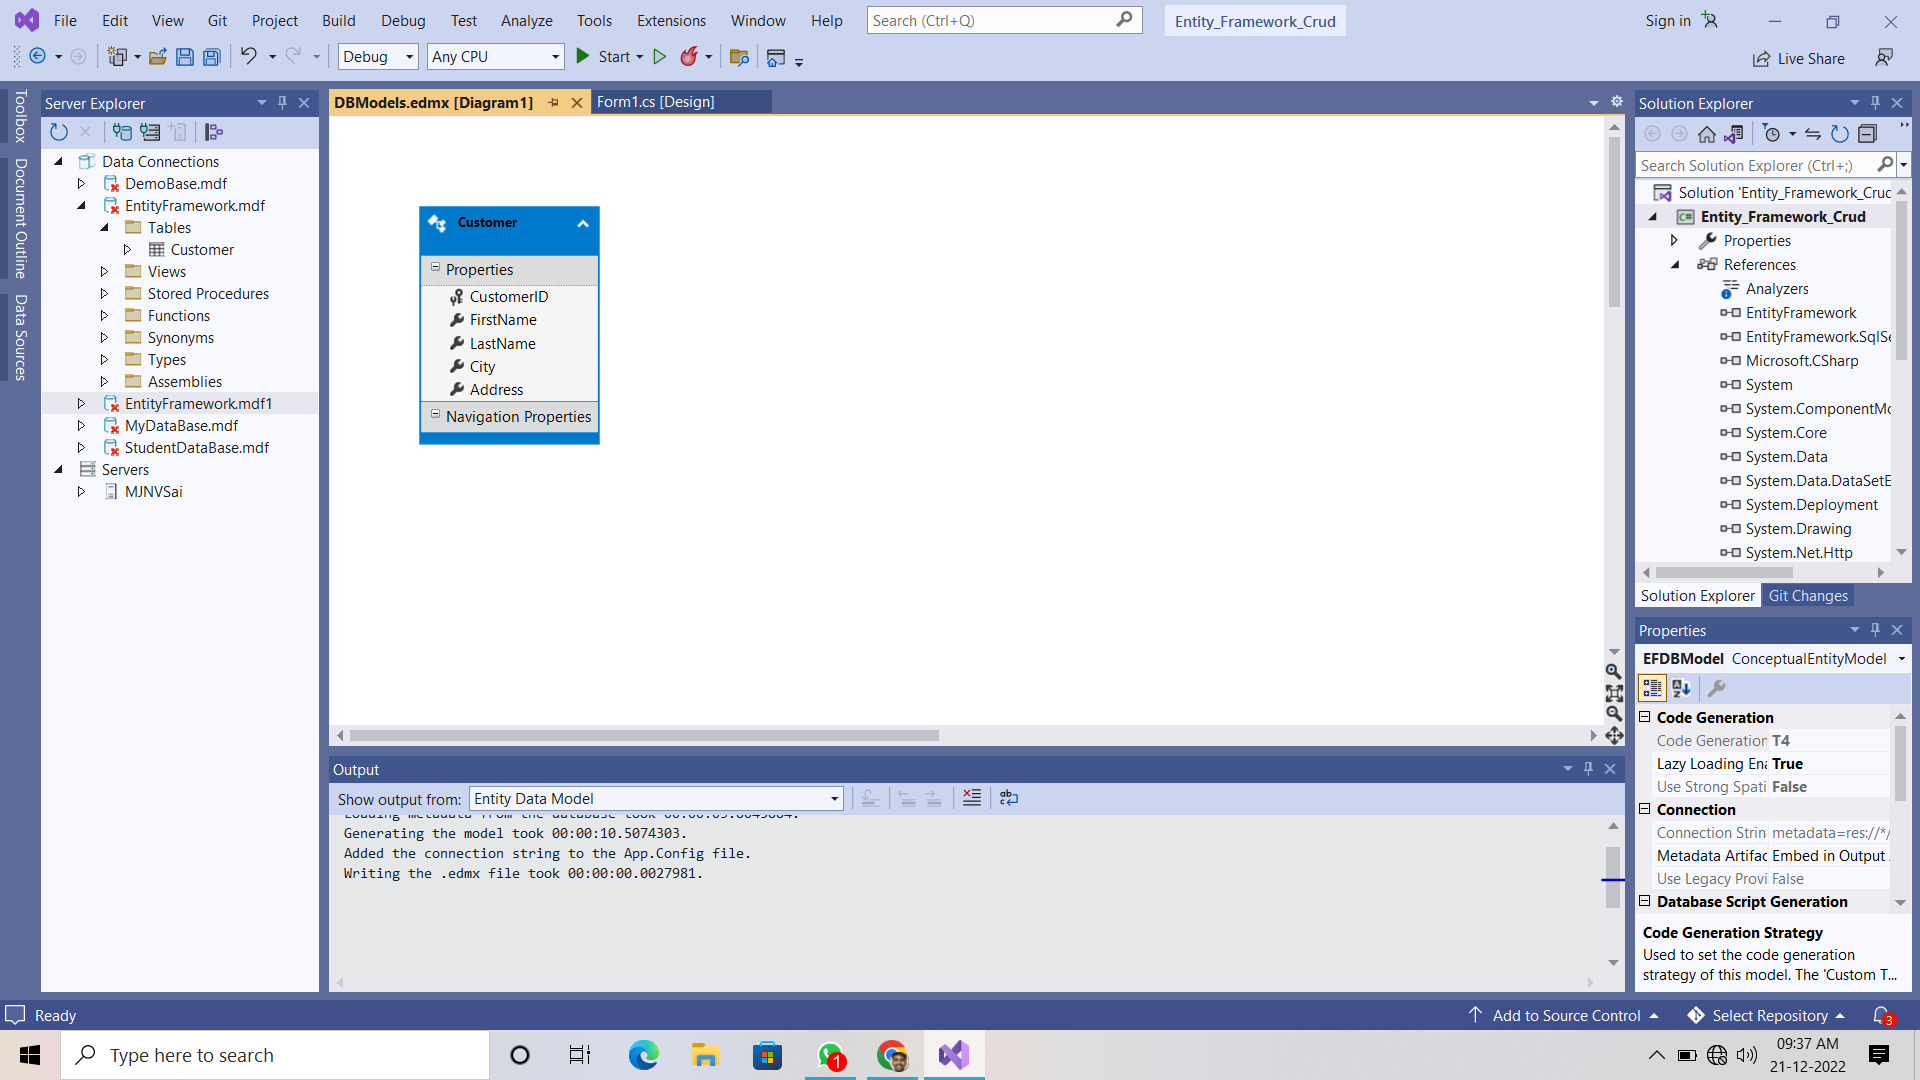 File Edit View Git Project Build Debug Test Analyze Tools Extensions Window Help Search (Ctrl+Q) Entity_Framework_Crud Sign in
Debug Any CPU Start Live Share
Toolbox
Document Outline
Data Sources
Server Explorer
Data Connections
DemoBase.mdf
EntityFramework.mdf
Tables
Customer
Views
Stored Procedures
Functions
Synonyms
Types
Assemblies
EntityFramework.mdf1
MyDataBase.mdf
StudentDataBase.mdf
Servers
MJNVSai
DBModels.edmx [Diagram1] Form1.cs [Design]
Customer
Properties
CustomerID
FirstName
LastName
City
Address
Navigation Properties
Output
Show output from: Entity Data Model
Loading metadata from the database took
Generating the model took 00:00:10.5074303.
Added the connection string to the App.Config file.
Writing the .edmx file took 00:00:00.0027981.
Solution Explorer
Search Solution Explorer (Ctrl+;)
Solution 'Entity_Framework_Cruc
Entity_Framework_Crud
Properties
References
Analyzers
EntityFramework
EntityFramework.SqlSe
Microsoft.CSharp
System
System.ComponentMc
System.Core
System.Data
System.Data.DataSetE
System.Deployment
System.Drawing
System.Net.Http
Solution Explorer Git Changes
Properties
EFDBModel ConceptualEntityModel
Code Generation
Code Generation T4
Lazy Loading Ena True
Use Strong Spati False
Connection
Connection Strin metadata=res://*/
Metadata Artifac Embed in Output
Use Legacy Provi False
Database Script Generation
Code Generation Strategy
Used to set the code generation
strategy of this model. The 'Custom T...
Ready Add to Source Control Select Repository 3
Type here to search 1 09:37 AM
21-12-2022